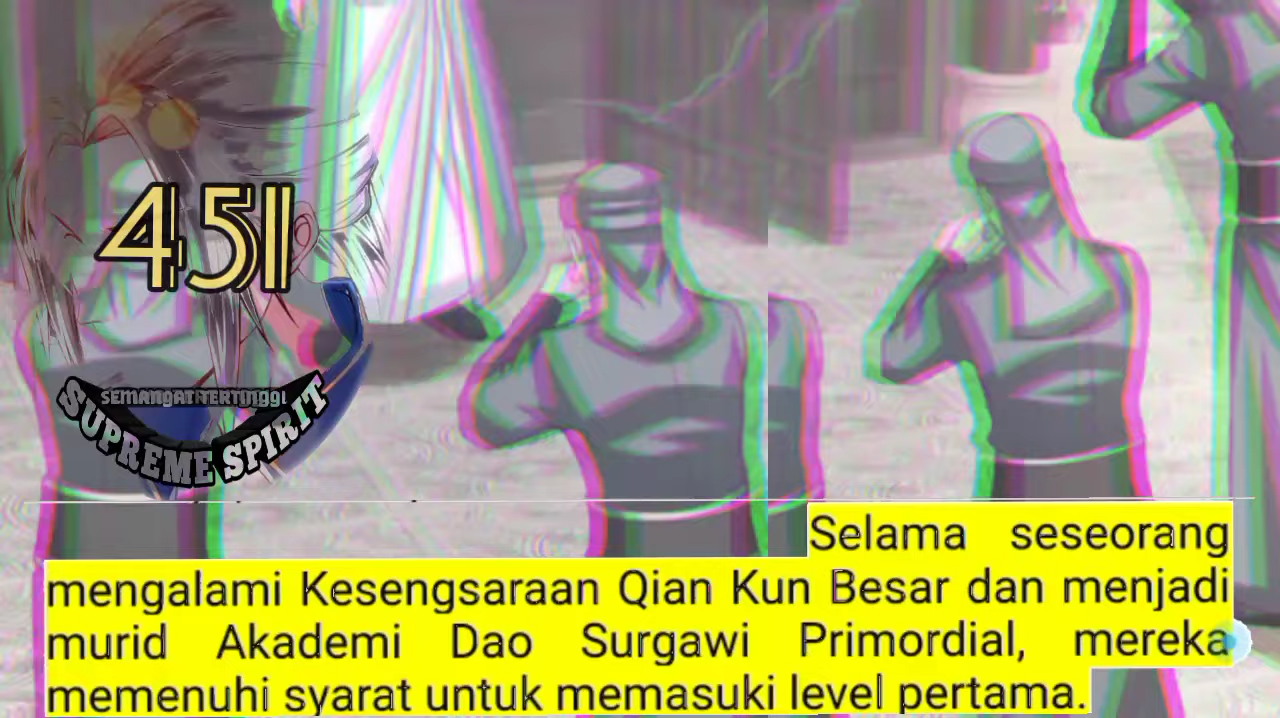 451
SEMANGAT TERTINGGI
SUPREME SPIRIT
Selama seseorang
mengalami Kesengsaraan Qian Kun Besar dan menjadi
murid Akademi Dao Surgawi Primordial, mereka
memenuhi syarat untuk memasuki level pertama.